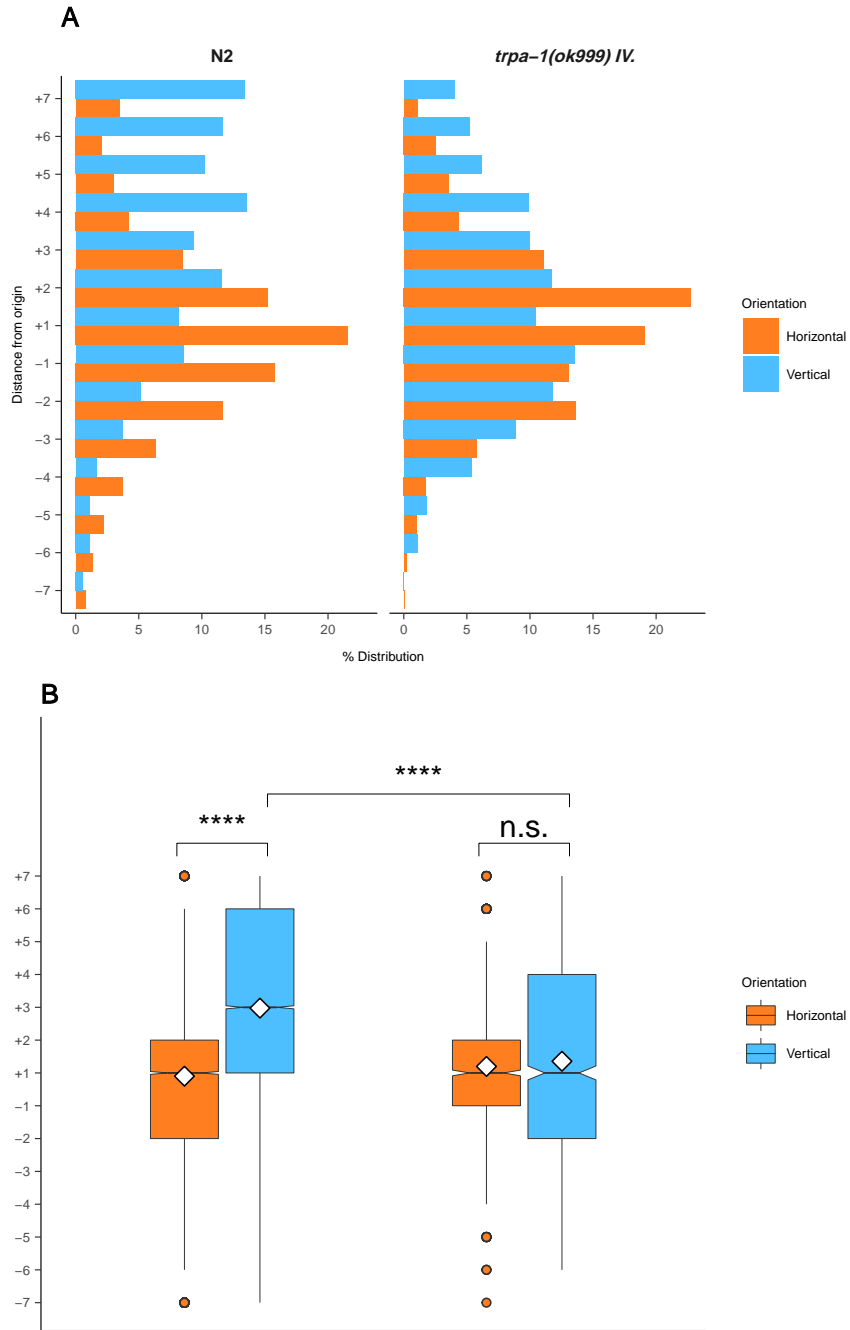 A
N2
trpa−1(ok999) IV.
+7
+6
+5
+4
+3
+2
+1
−1
−2
−3
−4
−5
−6
−7
Distance from origin
0 5 10 15 20
0 5 10 15 20
% Distribution
Orientation
Horizontal
Vertical
B
****
****
n.s.
+7
+6
+5
+4
+3
+2
+1
−1
−2
−3
−4
−5
−6
−7
Orientation
Horizontal
Vertical